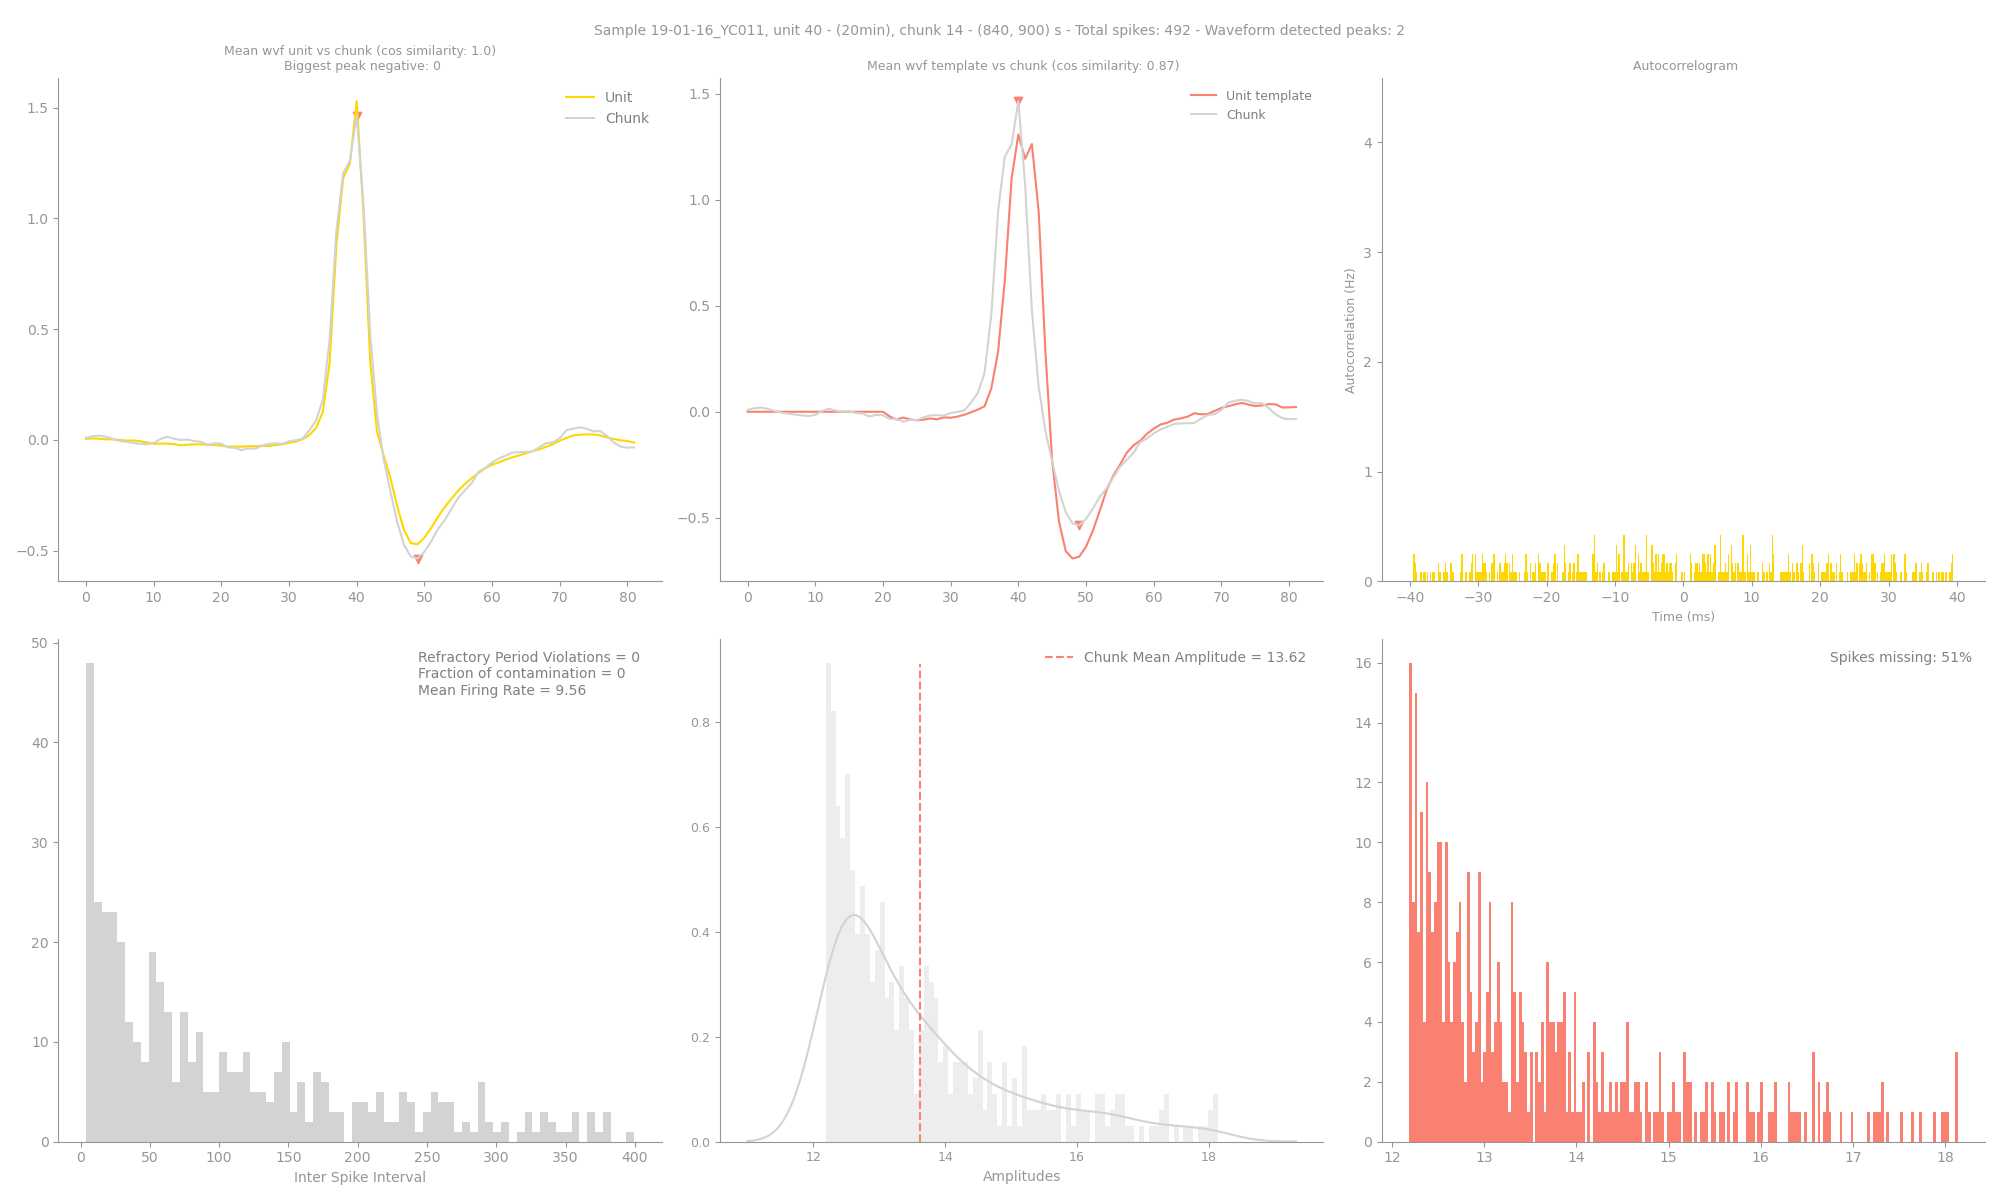 Sample 19-01-16_YC011, unit 40 - (20min), chunk 14 - (840, 900) s - Total spikes: 492 - Waveform detected peaks: 2
Mean wvf unit vs chunk (cos similarity: 1.0)
Biggest peak negative: 0
Unit
Chunk
1.5
1.0
0.5
0.0
−0.5
0 10 20 30 40 50 60 70 80
Mean wvf template vs chunk (cos similarity: 0.87)
Unit template
Chunk
1.5
1.0
0.5
0.0
−0.5
0 10 20 30 40 50 60 70 80
Autocorrelogram
Autocorrelation (Hz)
4
3
2
1
0
−40 −30 −20 −10 0 10 20 30 40
Time (ms)
Refractory Period Violations = 0
Fraction of contamination = 0
Mean Firing Rate = 9.56
50
40
30
20
10
0
0 50 100 150 200 250 300 350 400
Inter Spike Interval
Chunk Mean Amplitude = 13.62
0.8
0.6
0.4
0.2
0.0
12 14 16 18
Amplitudes
Spikes missing: 51%
16
14
12
10
8
6
4
2
0
12 13 14 15 16 17 18